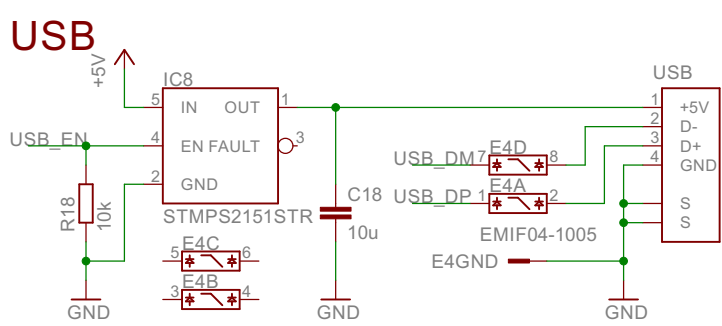 USB
+5V
IC8
USB
5 IN OUT 1
1 +5V
2 D-
USB_EN 4 EN FAULT 3
3 D+
E4D
USB_DM 7 8
4 GND
2 GND
E4A
USB_DP 1 2
S
R18
10k
C18
STMPS2151STR
S
10u
EMIF04-1005
E4C
5 6
E4GND
E4B
3 4
GND
GND
GND